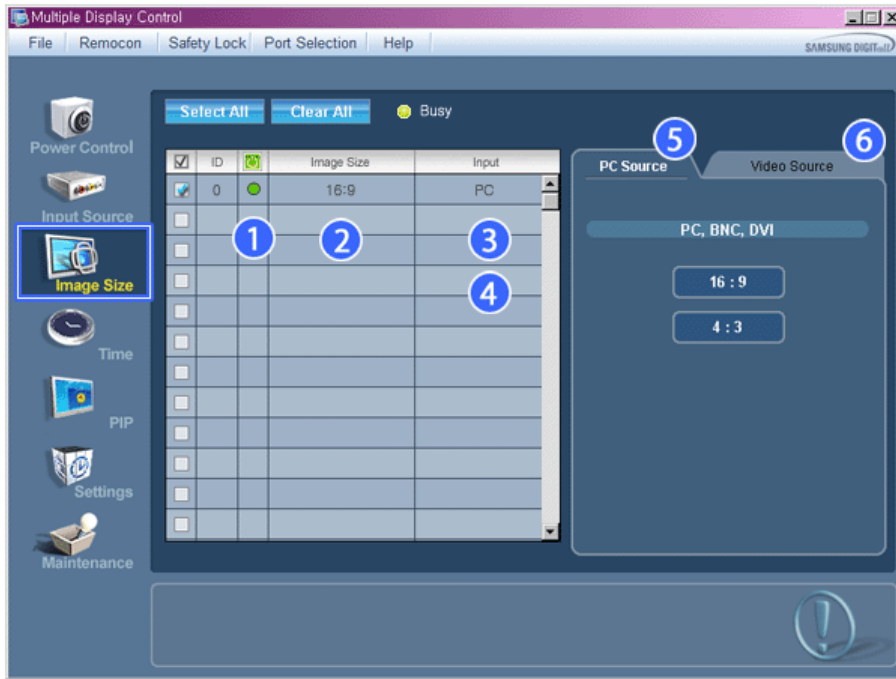 Multiple Display Control
File Remocon Safety Lock Port Selection Help
SAMSUNG DIGITall
Select All Clear All Busy
Power Control
Input Source
Image Size
Time
PIP
Settings
Maintenance
ID Image Size Input
0 16:9 PC
1 2 3
4
5 6
PC Source Video Source
PC, BNC, DVI
16 : 9
4 : 3